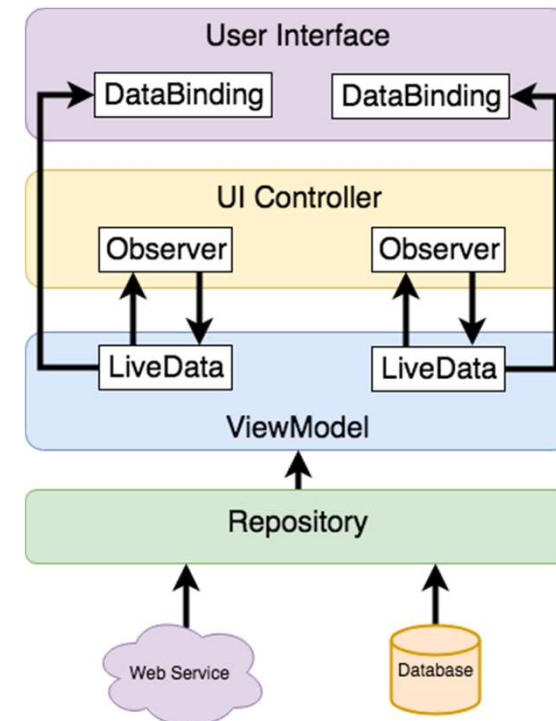 User Interface
DataBinding
DataBinding
UI Controller
Observer
Observer
LiveData
LiveData
ViewModel
Repository
Web Service
Database